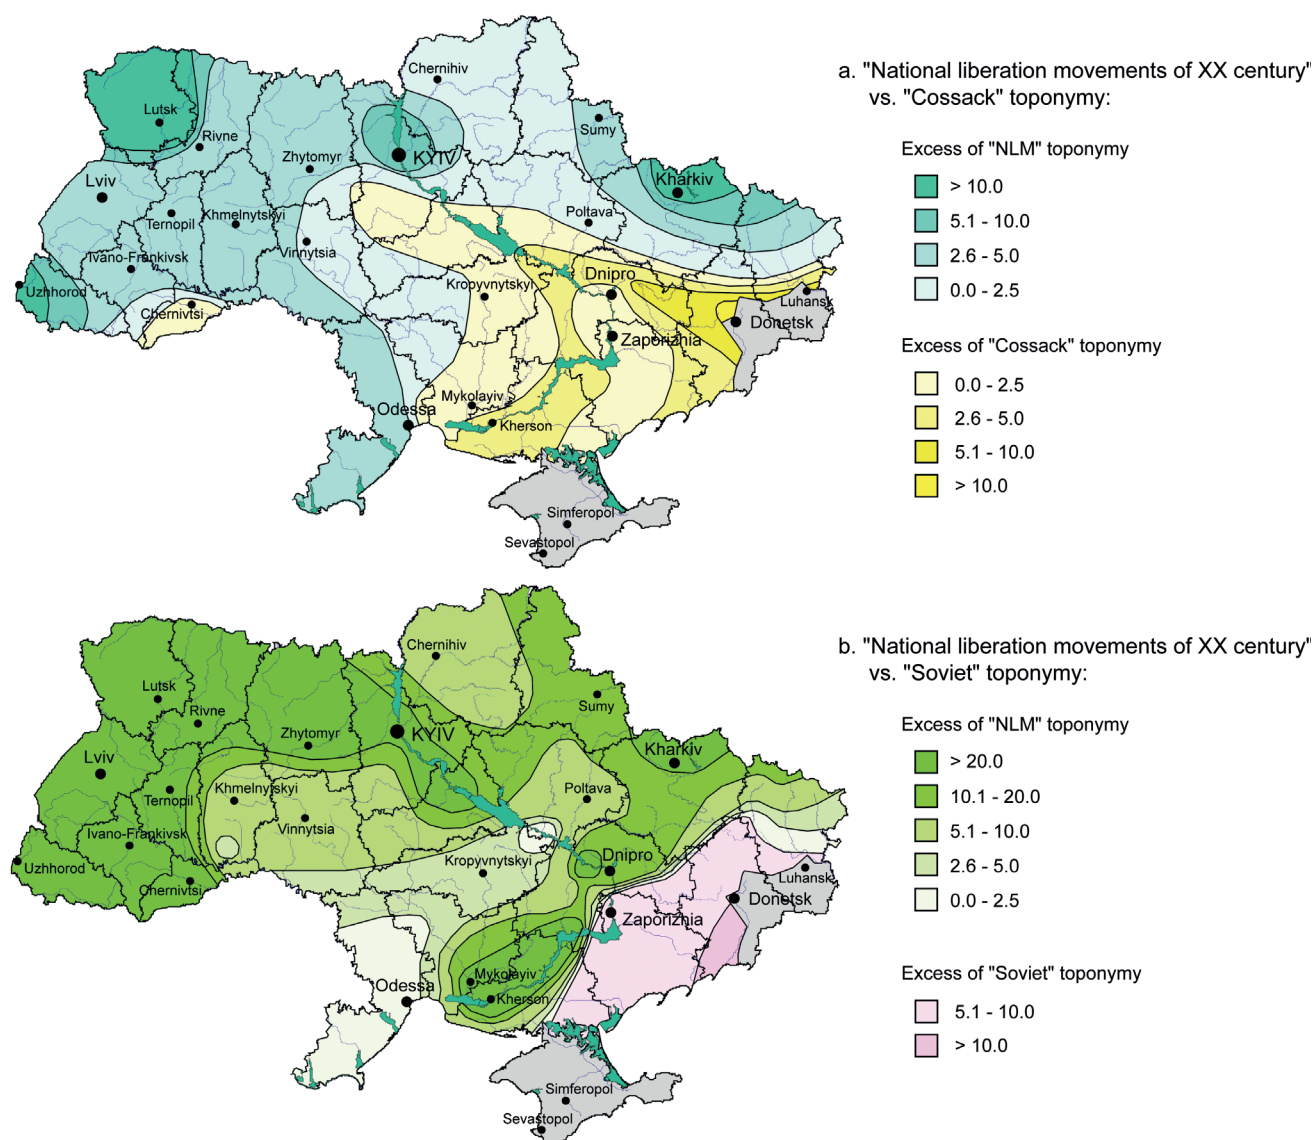 a. "National liberation movements of XX century"
vs. "Cossack" toponymy:
Excess of "NLM" toponymy
> 10.0
5.1 - 10.0
2.6 - 5.0
0.0 - 2.5
Excess of "Cossack" toponymy
0.0 - 2.5
2.6 - 5.0
5.1 - 10.0
> 10.0
Chernihiv
Lutsk
Rivne
Sumy
Zhytomyr
KYIV
Lviv
Kharkiv
Ternopil
Khmelnytskyi
Poltava
Vinnytsia
Ivano-Frankivsk
Uzhhorod
Dnipro
Kropyvnytskyi
Chernivtsi
Luhansk
Donetsk
Zaporizhia
Mykolayiv
Odessa
Kherson
Simferopol
Sevastopol
b. "National liberation movements of XX century"
vs. "Soviet" toponymy:
Excess of "NLM" toponymy
> 20.0
10.1 - 20.0
5.1 - 10.0
2.6 - 5.0
0.0 - 2.5
Excess of "Soviet" toponymy
5.1 - 10.0
> 10.0
Chernihiv
Lutsk
Rivne
Sumy
Zhytomyr
KYIV
Kharkiv
Lviv
Khmelnytskyi
Ternopil
Poltava
Vinnytsia
Ivano-Frankivsk
Uzhhorod
Dnipro
Kropyvnytskyi
Chernivtsi
Luhansk
Donetsk
Zaporizhia
Mykolayiv
Odessa
Kherson
Simferopol
Sevastopol